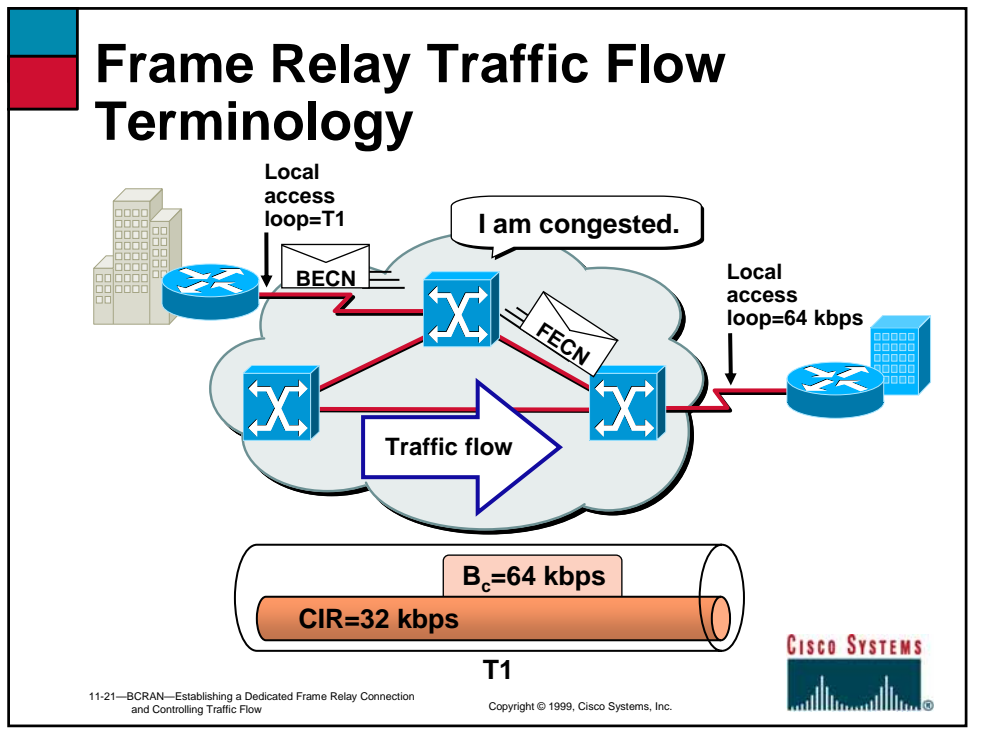 Frame Relay Traffic Flow
Terminology
Local
access
loop=T1
I am congested.
BECN
FECN
Local
access
loop=64 kbps
Traffic flow
Bc=64 kbps
CIR=32 kbps
T1
CISCO SYSTEMS
®
11-21—BCRAN—Establishing a Dedicated Frame Relay Connection
and Controlling Traffic Flow
Copyright © 1999, Cisco Systems, Inc.